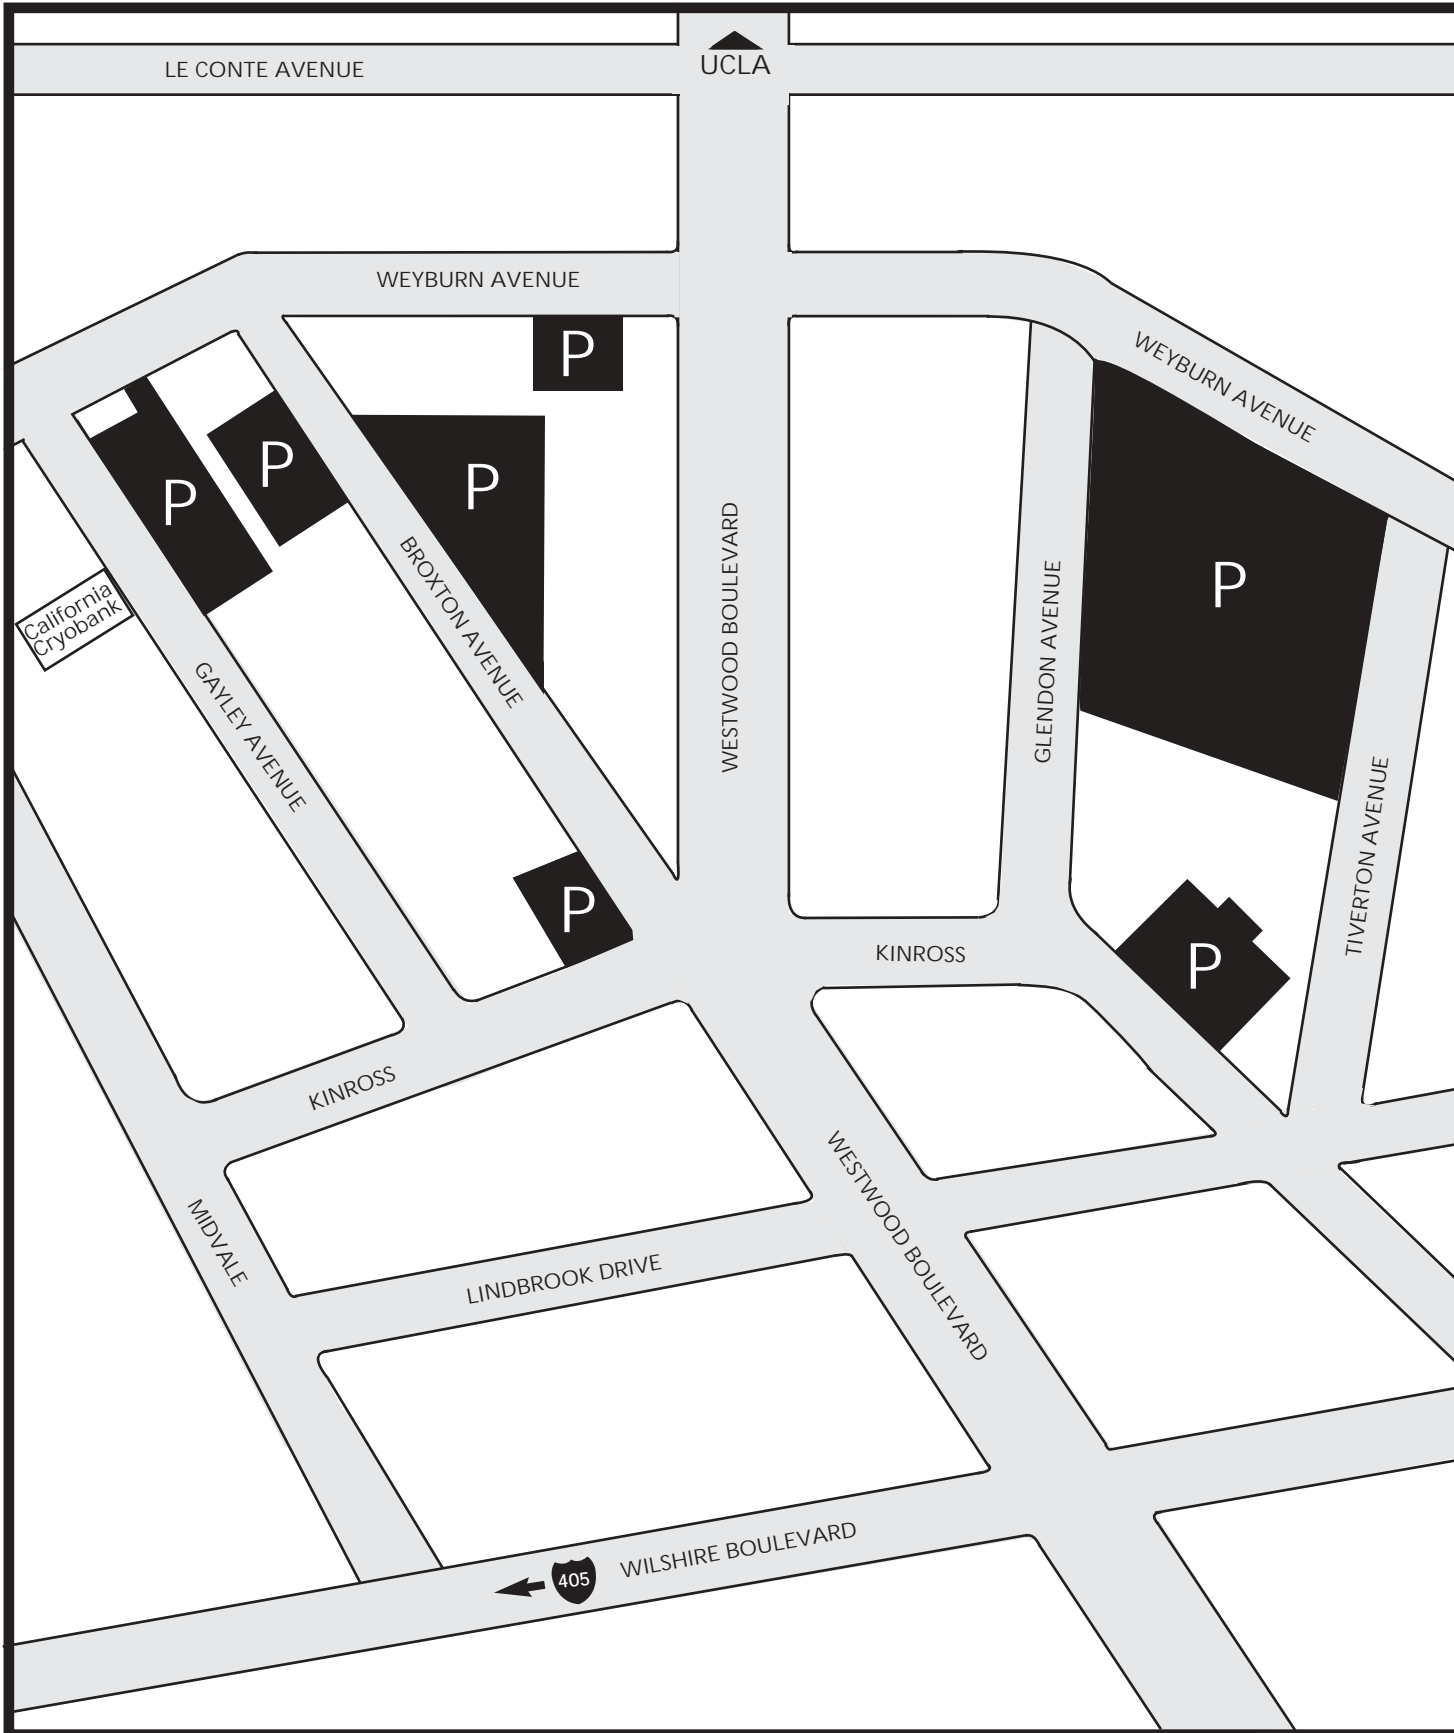 UCLA
LE CONTE AVENUE
WEYBURN AVENUE
WEYBURN AVENUE
P
P
P
P
P
BROXTON AVENUE
WESTWOOD BOULEVARD
GLENDON AVENUE
California
Cryobank
GAYLEY AVENUE
TIVERTON AVENUE
P
KINROSS
P
KINROSS
MIDVALE
WESTWOOD BOULEVARD
LINDBROOK DRIVE
WILSHIRE BOULEVARD
405